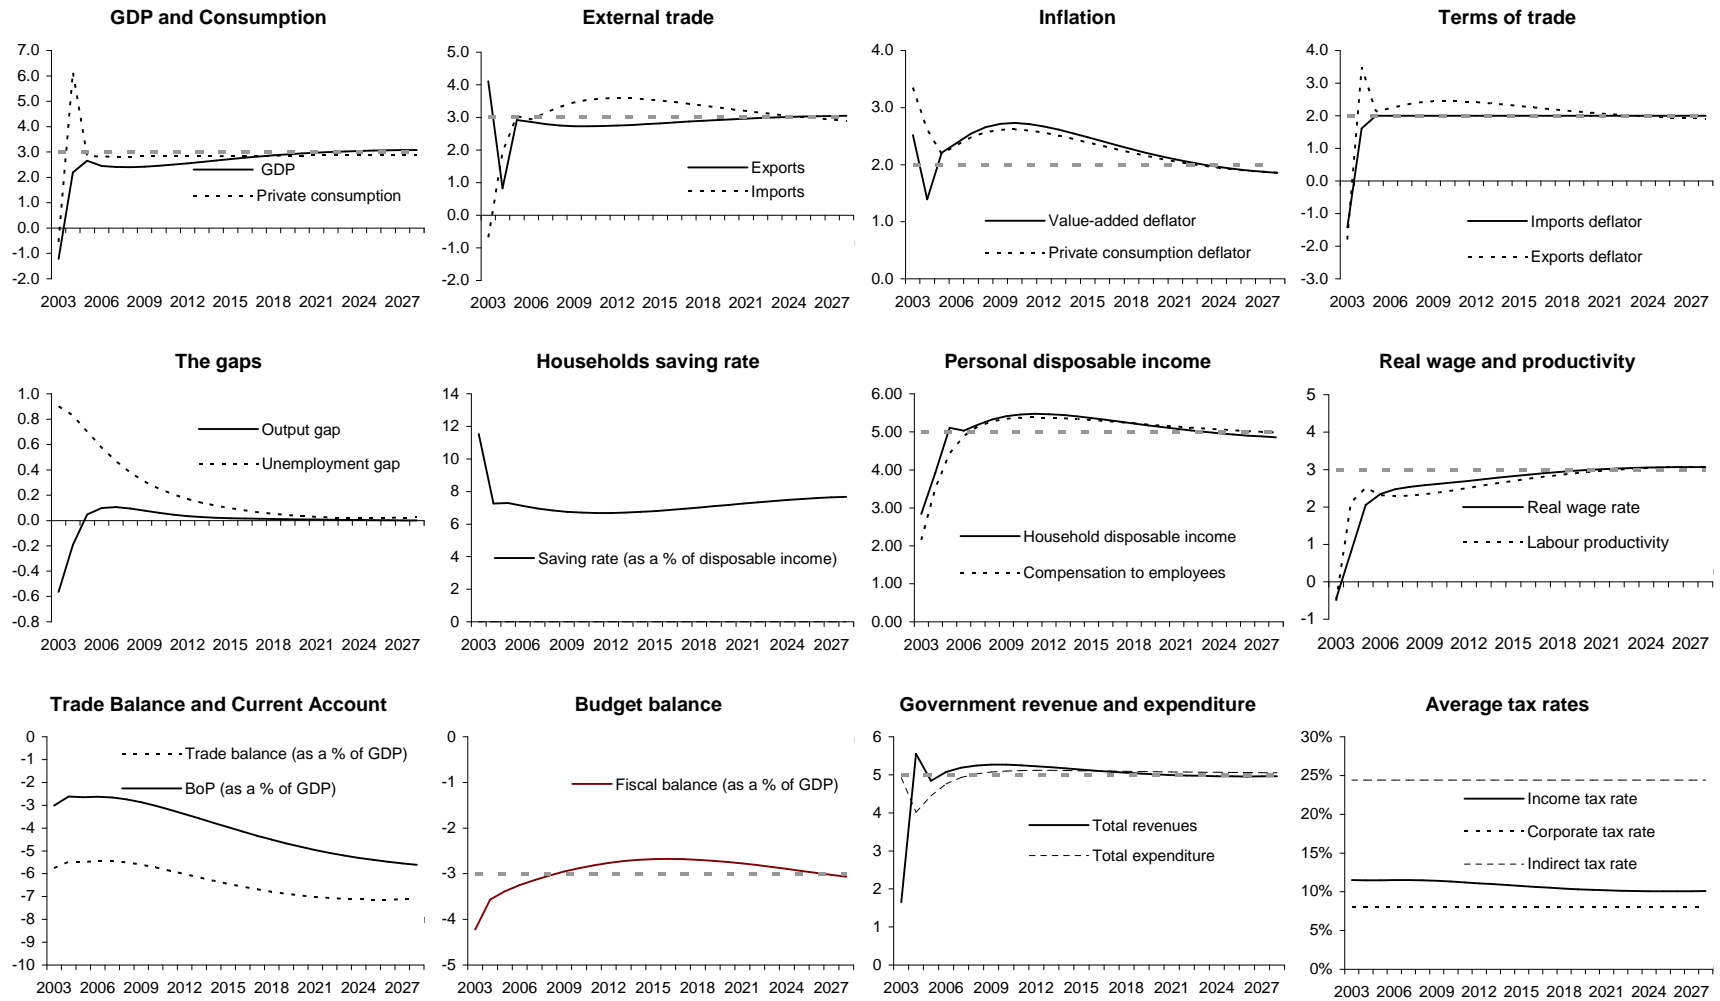 GDP and Consumption
7.0
6.0
5.0
4.0
3.0
2.0
1.0
0.0
-1.0
-2.0
GDP
Private consumption
2003 2006 2009 2012 2015 2018 2021 2024 2027
External trade
5.0
4.0
3.0
2.0
1.0
0.0
-1.0
-2.0
Exports
Imports
2003 2006 2009 2012 2015 2018 2021 2024 2027
Inflation
4.0
3.0
2.0
1.0
0.0
Value-added deflator
Private consumption deflator
2003 2006 2009 2012 2015 2018 2021 2024 2027
Terms of trade
4.0
3.0
2.0
1.0
0.0
-1.0
-2.0
-3.0
Imports deflator
Exports deflator
2003 2006 2009 2012 2015 2018 2021 2024 2027
The gaps
1.0
0.8
0.6
0.4
0.2
0.0
-0.2
-0.4
-0.6
-0.8
Output gap
Unemployment gap
2003 2006 2009 2012 2015 2018 2021 2024 2027
Households saving rate
14
12
10
8
6
4
2
0
Saving rate (as a % of disposable income)
2003 2006 2009 2012 2015 2018 2021 2024 2027
Personal disposable income
6.00
5.00
4.00
3.00
2.00
1.00
0.00
Household disposable income
Compensation to employees
2003 2006 2009 2012 2015 2018 2021 2024 2027
Real wage and productivity
5
4
3
2
1
0
-1
Real wage rate
Labour productivity
2003 2006 2009 2012 2015 2018 2021 2024 2027
Trade Balance and Current Account
0
-1
-2
-3
-4
-5
-6
-7
-8
-9
-10
Trade balance (as a % of GDP)
BoP (as a % of GDP)
2003 2006 2009 2012 2015 2018 2021 2024 2027
Budget balance
0
-1
-2
-3
-4
-5
Fiscal balance (as a % of GDP)
2003 2006 2009 2012 2015 2018 2021 2024 2027
Government revenue and expenditure
6
5
4
3
2
1
0
Total revenues
Total expenditure
2003 2006 2009 2012 2015 2018 2021 2024 2027
Average tax rates
30%
25%
20%
15%
10%
5%
0%
Income tax rate
Corporate tax rate
Indirect tax rate
2003 2006 2009 2012 2015 2018 2021 2024 2027